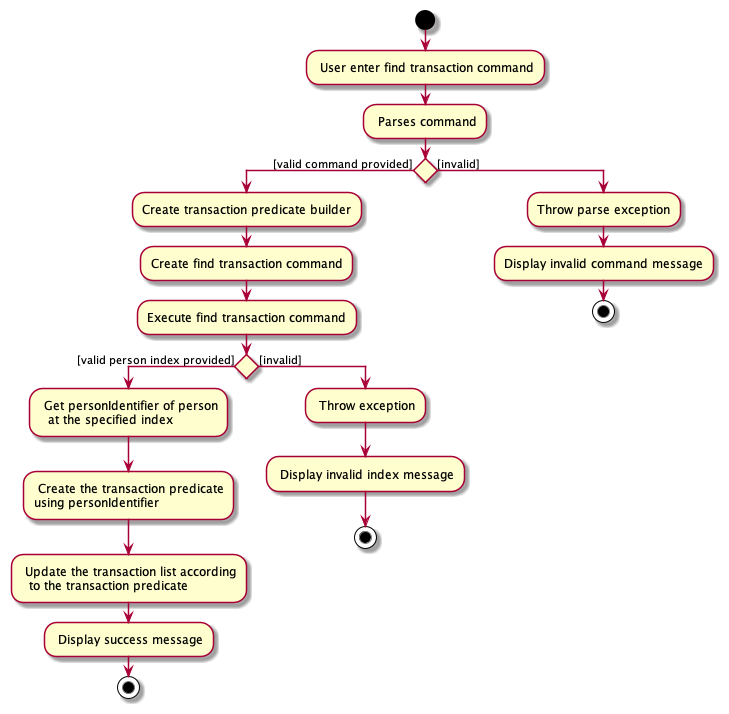 User enter find transaction command
Parses command
[valid command provided]
[invalid]
Create transaction predicate builder
Throw parse exception
Create find transaction command
Display invalid command message
Execute find transaction command
[valid person index provided]
[invalid]
Get personIdentifier of person
at the specified index
Throw exception
Display invalid index message
Create the transaction predicate
using personIdentifier
Update the transaction list according
to the transaction predicate
Display success message